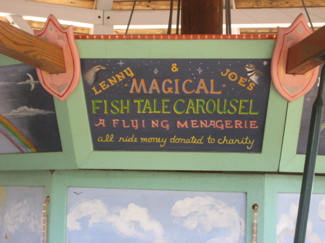 LENNY & JOE'S
MAGICAL
FISH TALE CAROUSEL
A FLYING MENAGERIE
all ride money donated to charity